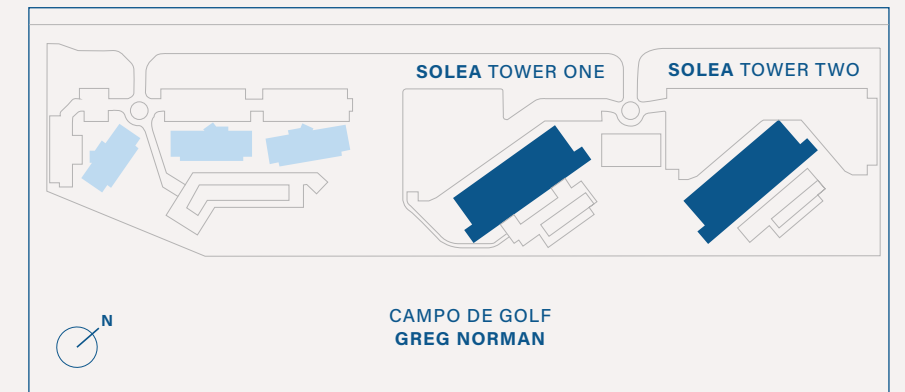 SOLEA TOWER ONE
SOLEA TOWER TWO
CAMPO DE GOLF
GREG NORMAN
N